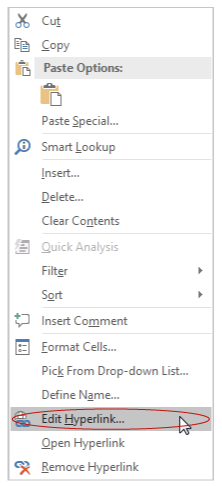 Cut
Copy
Paste Options:
Paste Special...
Smart Lookup
Insert...
Delete...
Clear Contents
Quick Analysis
Filter
Sort
Insert Comment
Format Cells...
Pick From Drop-down List...
Define Name...
Edit Hyperlink...
Open Hyperlink
Remove Hyperlink